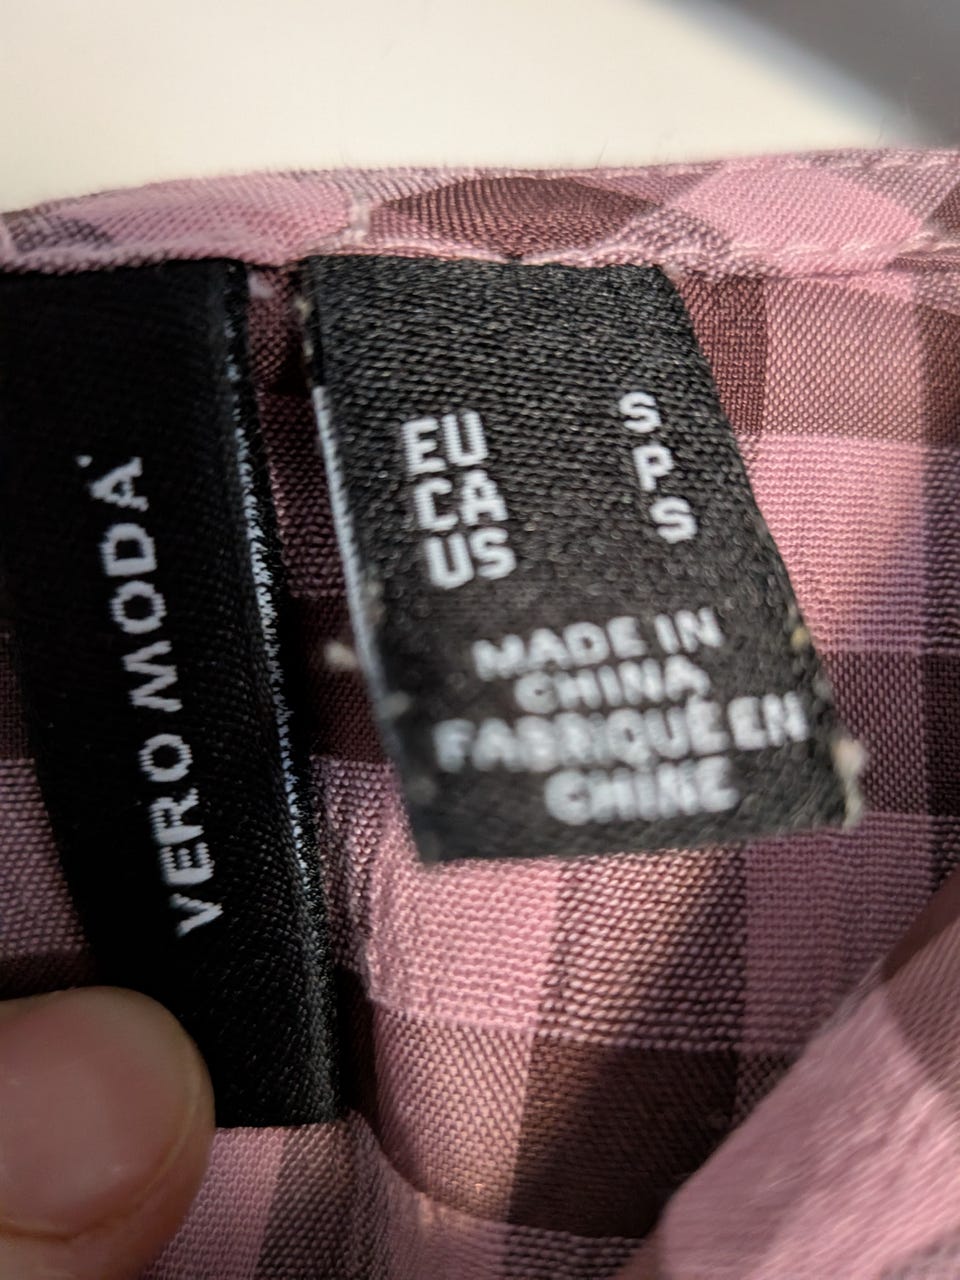 VERO MODA
EU S
CA P
US S
MADE IN
CHINA
FABRIQUÉ EN
CHINE